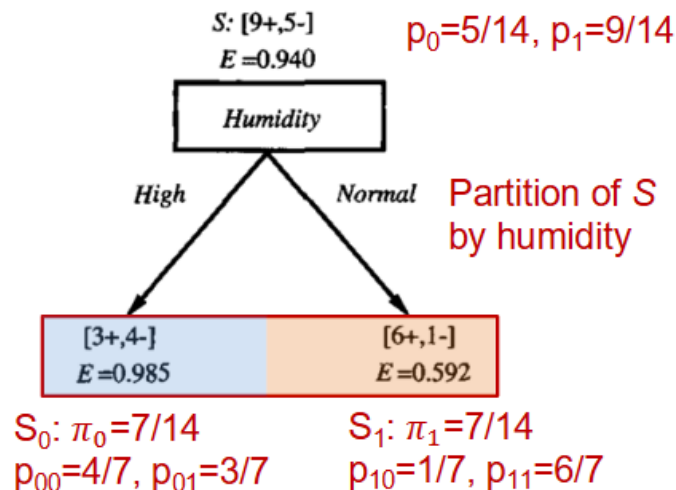 S: [9+,5-]
E =0.940
p₀=5/14, p₁=9/14
Humidity
High
Normal
Partition of S
by humidity
[3+,4-]
E =0.985
[6+,1-]
E =0.592
S₀: π₀=7/14
p₀₀=4/7, p₀₁=3/7
S₁: π₁=7/14
p₁₀=1/7, p₁₁=6/7